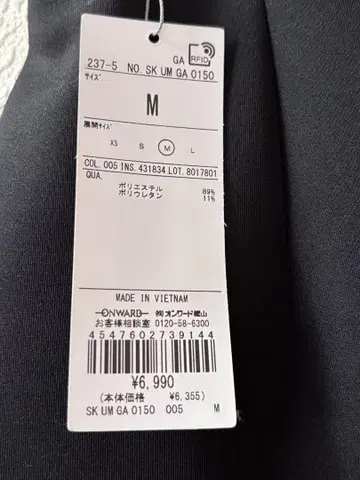 GA
RFID
237-5 NO. SK UM GA 0150
サイズ
M
展開サイズ
XS S M L
COL. 005 INS. 431834 LOT. 8017801
QUA.
ポリエステル 89%
ポリウレタン 11%
MADE IN VIETNAM
ONWARD ㈱オンワード樫山
お客様相談室 0120-58-6300
4547602739144
¥6,990
(本体価格 ¥6,355)
SK UM GA 0150 005 M